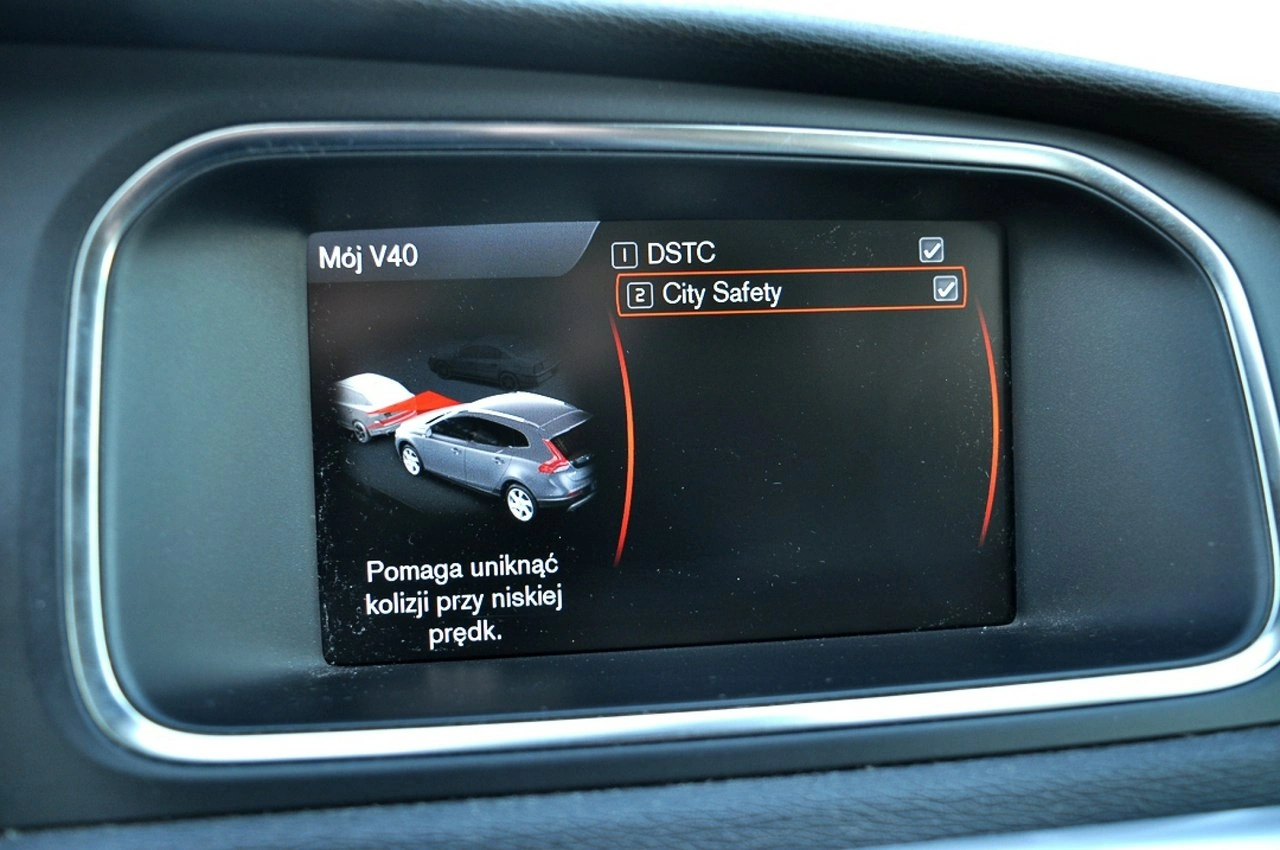 Mój V40
1 DSTC
2 City Safety
Pomaga uniknąć
kolizji przy niskiej
prędk.